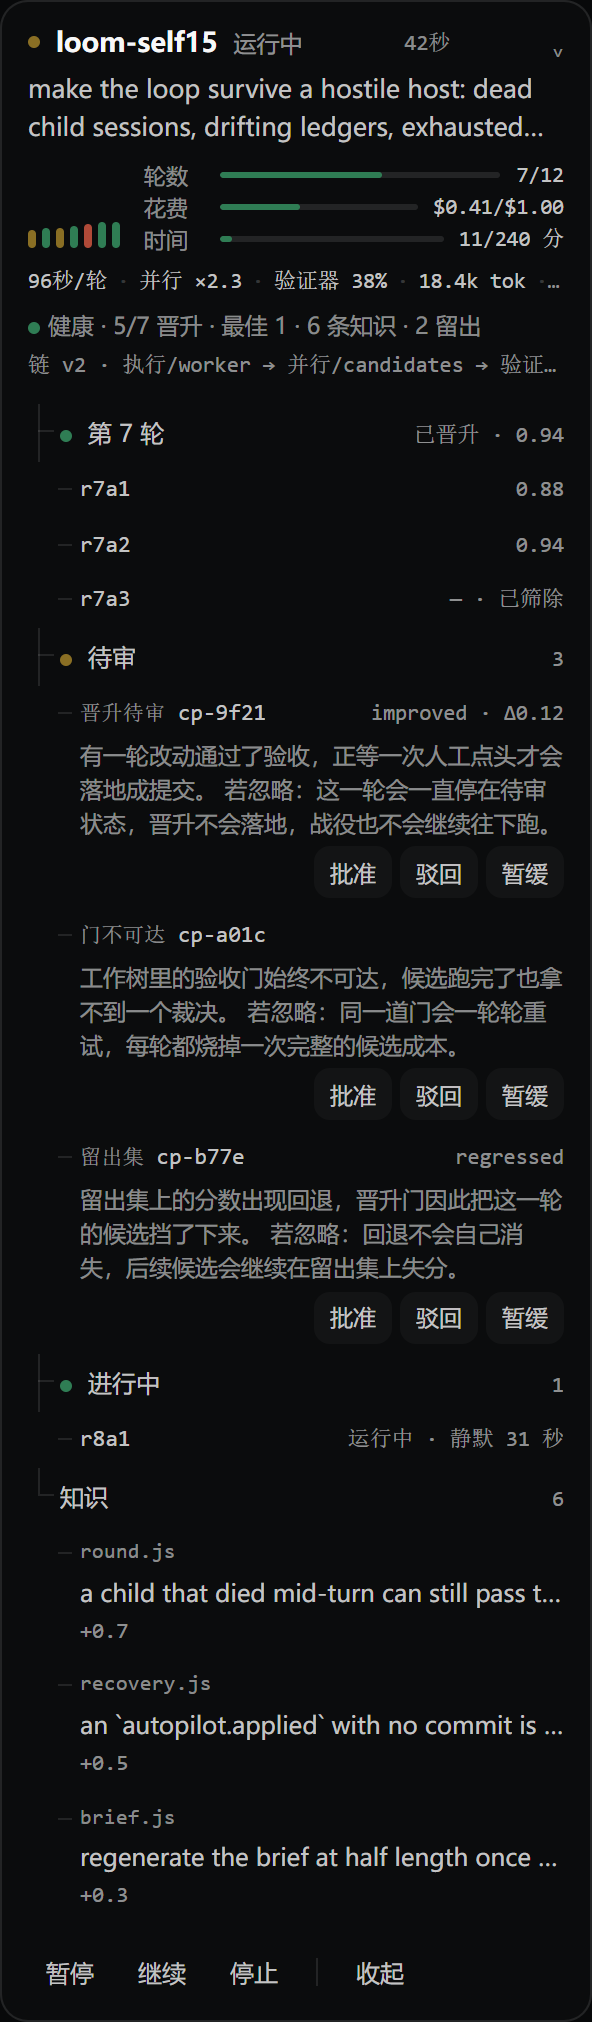 loom-self15 运行中 42秒 v
make the loop survive a hostile host: dead
child sessions, drifting ledgers, exhausted…
轮数 7/12
花费 $0.41/$1.00
时间 11/240 分
96秒/轮 · 并行 ×2.3 · 验证器 38% · 18.4k tok ·…
健康 · 5/7 晋升 · 最佳 1 · 6 条知识 · 2 留出
链 v2 · 执行/worker → 并行/candidates → 验证…
第 7 轮 已晋升 · 0.94
r7a1 0.88
r7a2 0.94
r7a3 — · 已筛除
待审 3
晋升待审 cp-9f21 improved · Δ0.12
有一轮改动通过了验收，正等一次人工点头才会
落地成提交。 若忽略：这一轮会一直停在待审
状态，晋升不会落地，战役也不会继续往下跑。
批准 驳回 暂缓
门不可达 cp-a01c
工作树里的验收门始终不可达，候选跑完了也拿
不到一个裁决。 若忽略：同一道门会一轮轮重
试，每轮都烧掉一次完整的候选成本。
批准 驳回 暂缓
留出集 cp-b77e regressed
留出集上的分数出现回退，晋升门因此把这一轮
的候选挡了下来。 若忽略：回退不会自己消
失，后续候选会继续在留出集上失分。
批准 驳回 暂缓
进行中 1
r8a1 运行中 · 静默 31 秒
知识 6
round.js
a child that died mid-turn can still pass t…
+0.7
recovery.js
an `autopilot.applied` with no commit is …
+0.5
brief.js
regenerate the brief at half length once …
+0.3
暂停 继续 停止 收起